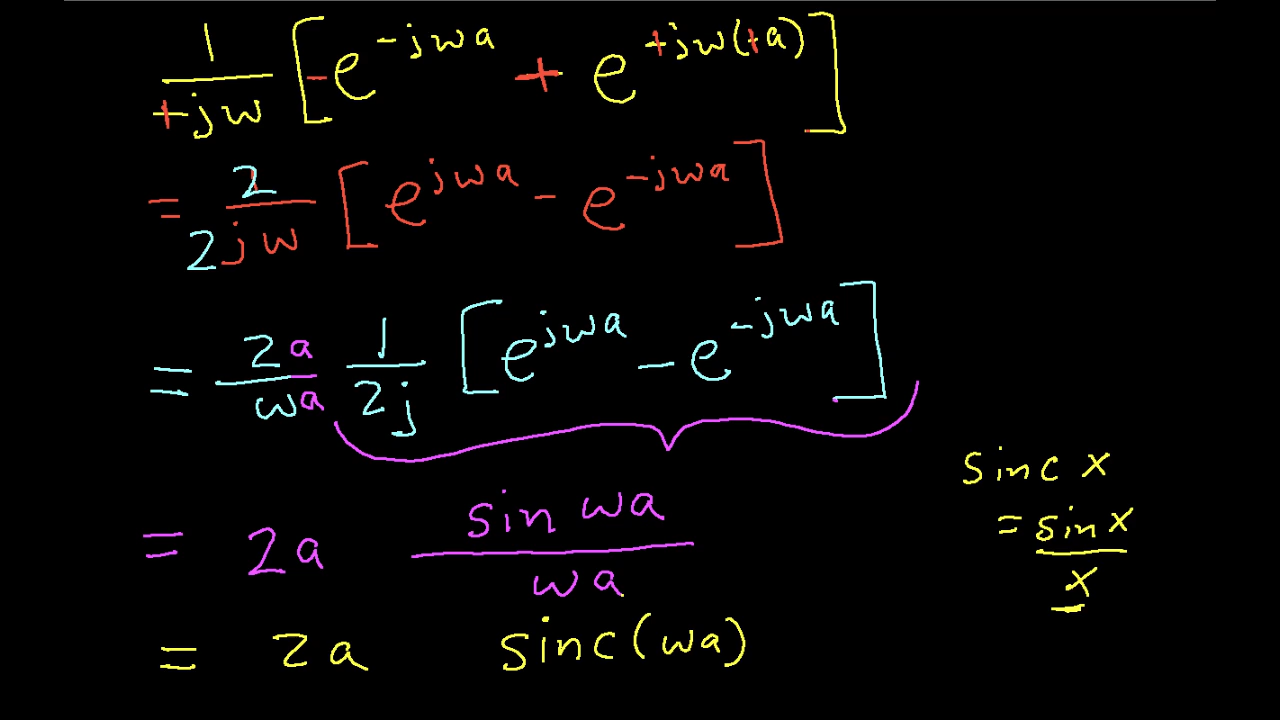 1/+jw [-e^-jwa + e^+jw(+a)]
= 2/2jw [e^jwa - e^-jwa]
= 2a/wa 1/2j [e^jwa - e^-jwa]
= 2a sin wa/wa
= 2a sinc(wa)
sinc x
= sin x/x